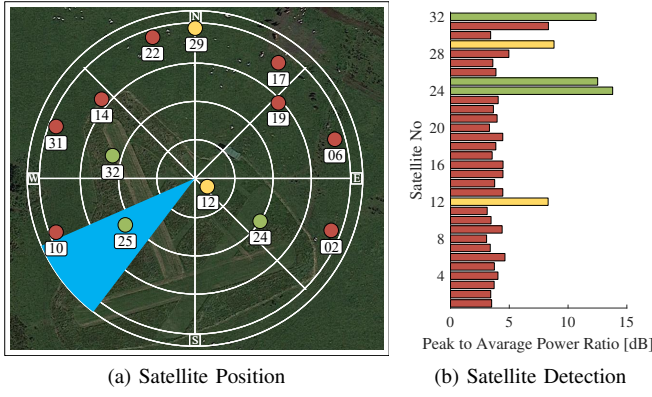 N
29
22
17
14
19
31
06
32
W
E
12
10
25
24
02
S
32
28
24
20
16
12
8
4
Satellite No
0 5 10 15
Peak to Avarage Power Ratio [dB]
(a) Satellite Position
(b) Satellite Detection